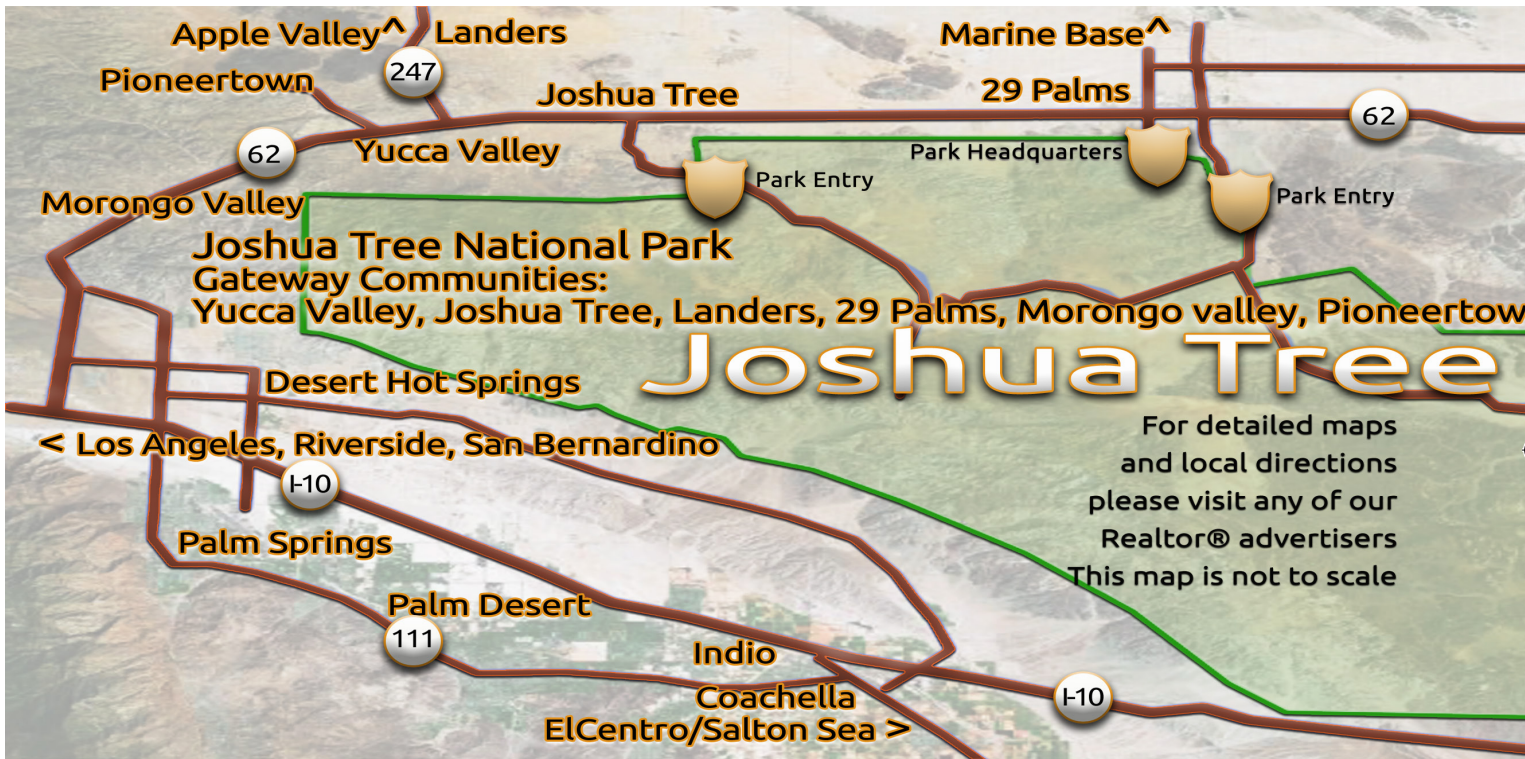 Apple Valley^
Landers
Marine Base^
Pioneertown
247
Joshua Tree
29 Palms
62
62
Yucca Valley
Park Headquarters
Park Entry
Park Entry
Morongo Valley
Joshua Tree National Park
Gateway Communities:
Yucca Valley, Joshua Tree, Landers, 29 Palms, Morongo valley, Pioneertow
Joshua Tree
Desert Hot Springs
< Los Angeles, Riverside, San Bernardino
For detailed maps
and local directions
please visit any of our
Realtor® advertisers
This map is not to scale
I-10
Palm Springs
Palm Desert
111
Indio
Coachella
I-10
ElCentro/Salton Sea >